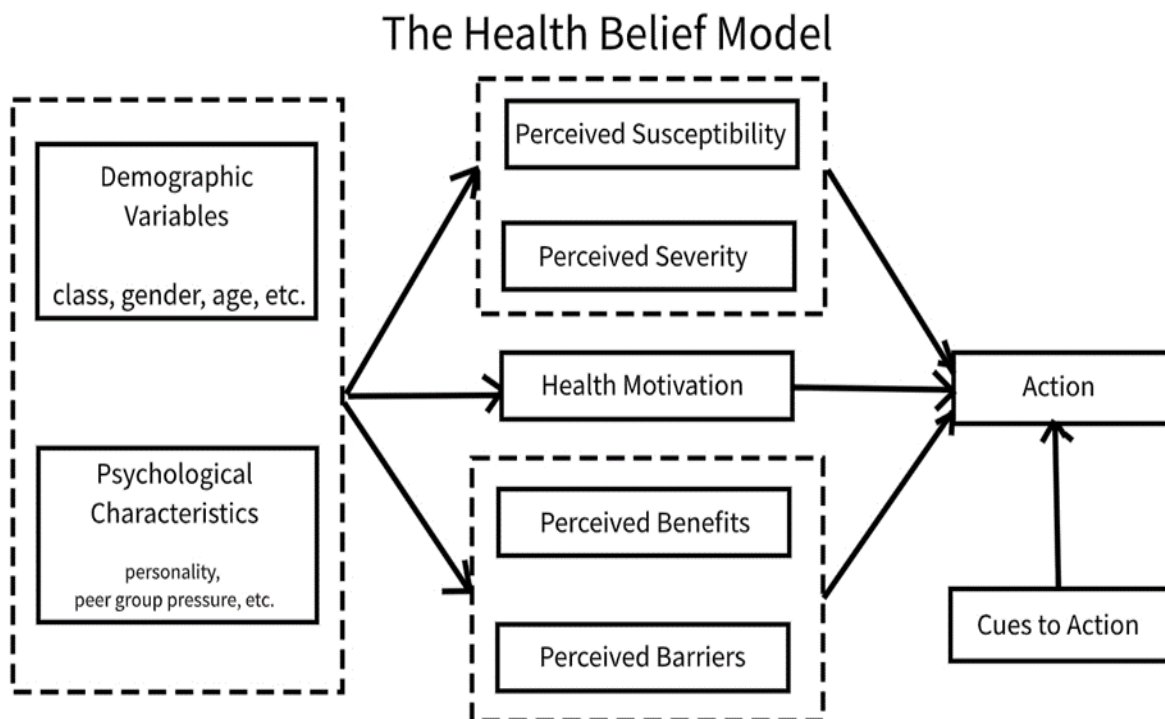 The Health Belief Model
Demographic
Variables
class, gender, age, etc.
Psychological
Characteristics
personality,
peer group pressure, etc.
Perceived Susceptibility
Perceived Severity
Health Motivation
Perceived Benefits
Perceived Barriers
Action
Cues to Action